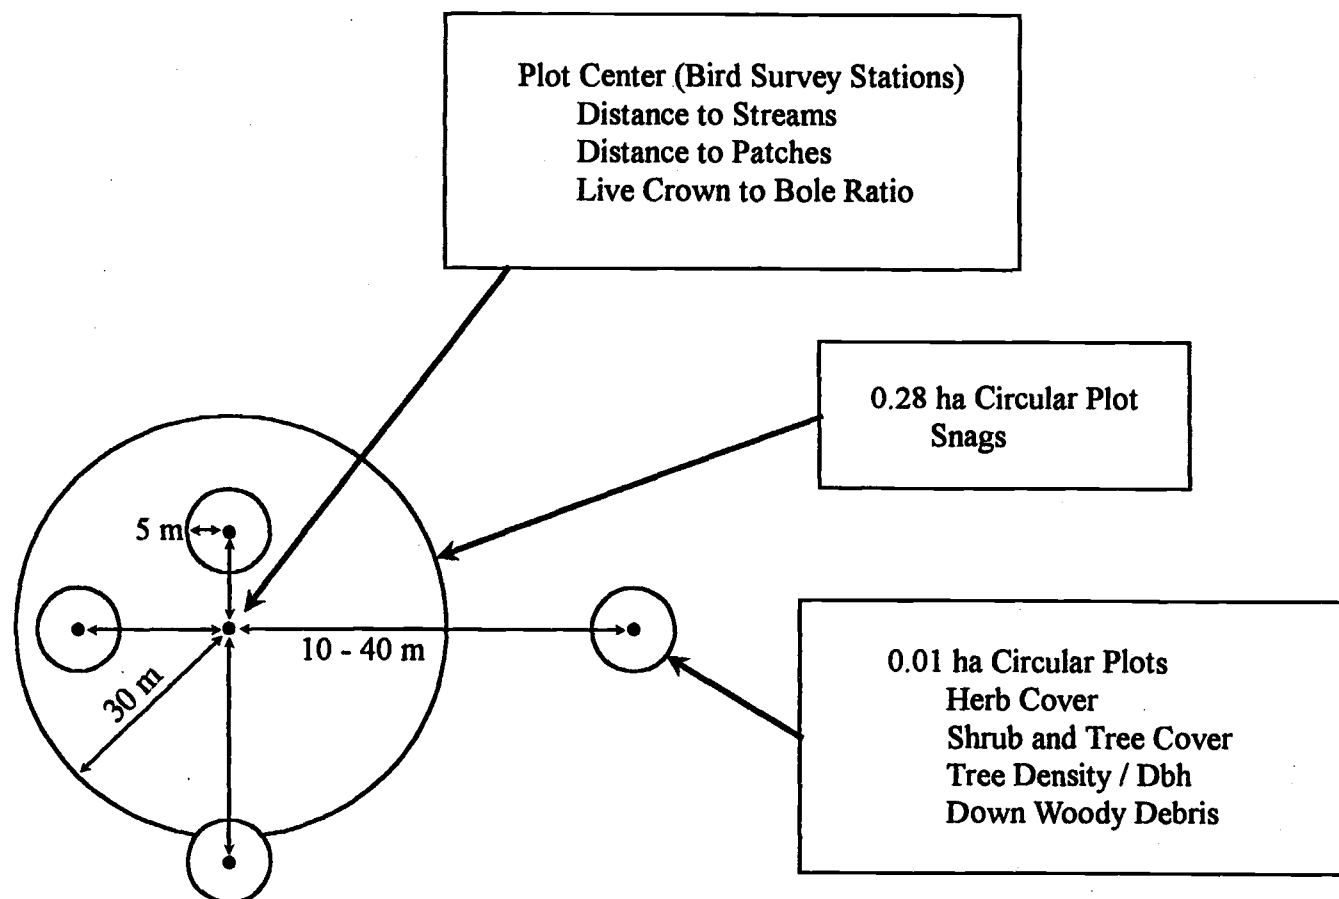 Plot Center (Bird Survey Stations)
Distance to Streams
Distance to Patches
Live Crown to Bole Ratio
0.28 ha Circular Plot
Snags
5 m
10 - 40 m
30 m
0.01 ha Circular Plots
Herb Cover
Shrub and Tree Cover
Tree Density / Dbh
Down Woody Debris